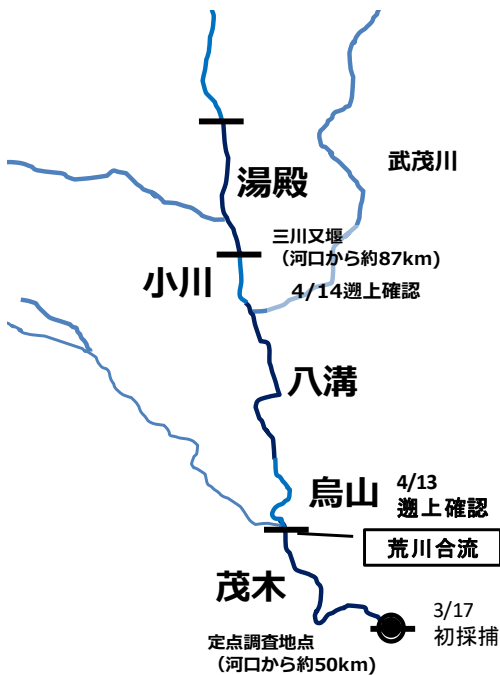 武茂川
湯殿
三川又堰
（河口から約87km)
小川
4/14遡上確認
八溝
烏山
4/13
遡上確認
荒川合流
茂木
3/17
初採捕
定点調査地点
（河口から約50km)